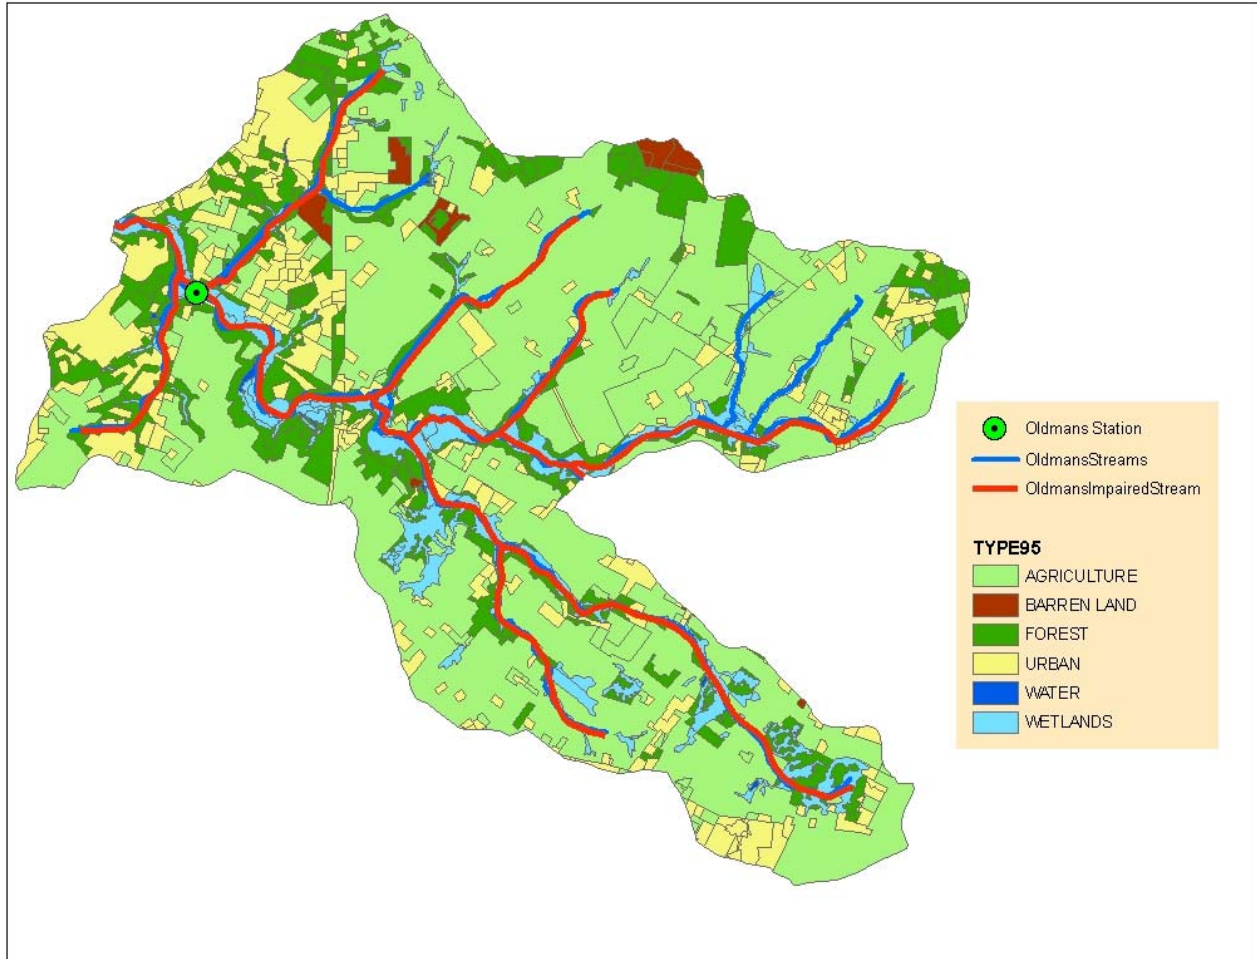 Oldmans Station
OldmansStreams
OldmansImpairedStream
TYPE95
AGRICULTURE
BARREN LAND
FOREST
URBAN
WATER
WETLANDS